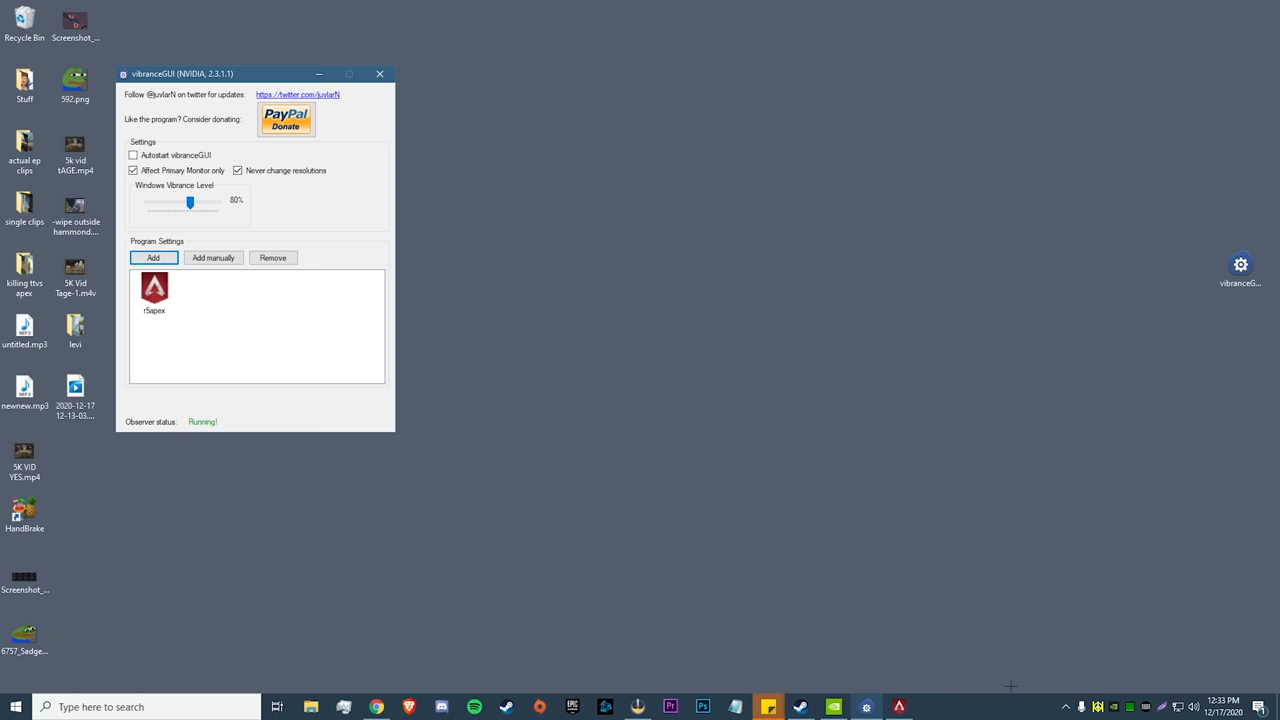 Recycle Bin
Screenshot_...
Stuff
592.png
actual ep
clips
5k vid
tAGE.mp4
single clips
-wipe outside
hammond....
killing ttvs
apex
5K Vid
Tage-1.m4v
untitled.mp3
levi
newnew.mp3
2020-12-17
12-13-03....
5K VID
YES.mp4
HandBrake
Screenshot_...
6757_Sadge...
vibranceGUI (NVIDIA, 2.3.1.1)
Follow @juvlarN on twitter for updates: https://twitter.com/juvlarN
Like the program? Consider donating: PayPal
Donate
Settings
Autostart vibranceGUI
Affect Primary Monitor only Never change resolutions
Windows Vibrance Level
80%
Program Settings
Add Add manually Remove
r5apex
Observer status: Running!
vibranceG...
Type here to search
EPIC
Pr
Ps
12:33 PM
12/17/2020